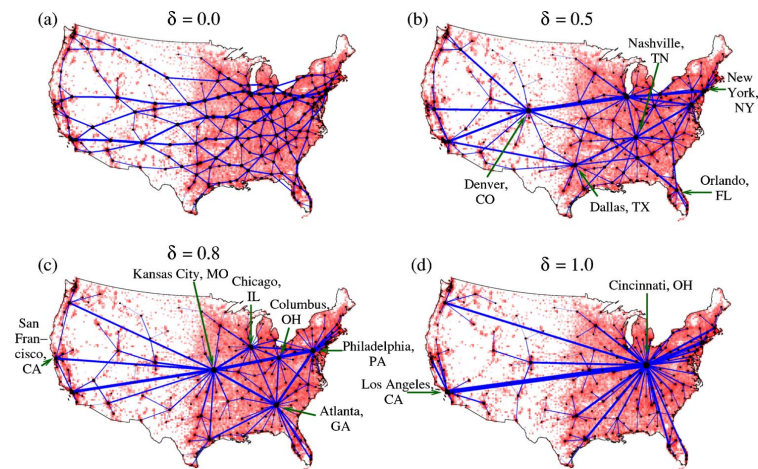 (a) δ = 0.0
(b) δ = 0.5
Nashville,
TN
New
York,
NY
Denver,
CO
Dallas, TX
Orlando,
FL
(c) δ = 0.8
Kansas City, MO
Chicago,
IL
Columbus,
OH
San
Fran-
cisco,
CA
Philadelphia,
PA
Atlanta,
GA
(d) δ = 1.0
Cincinnati, OH
Los Angeles,
CA